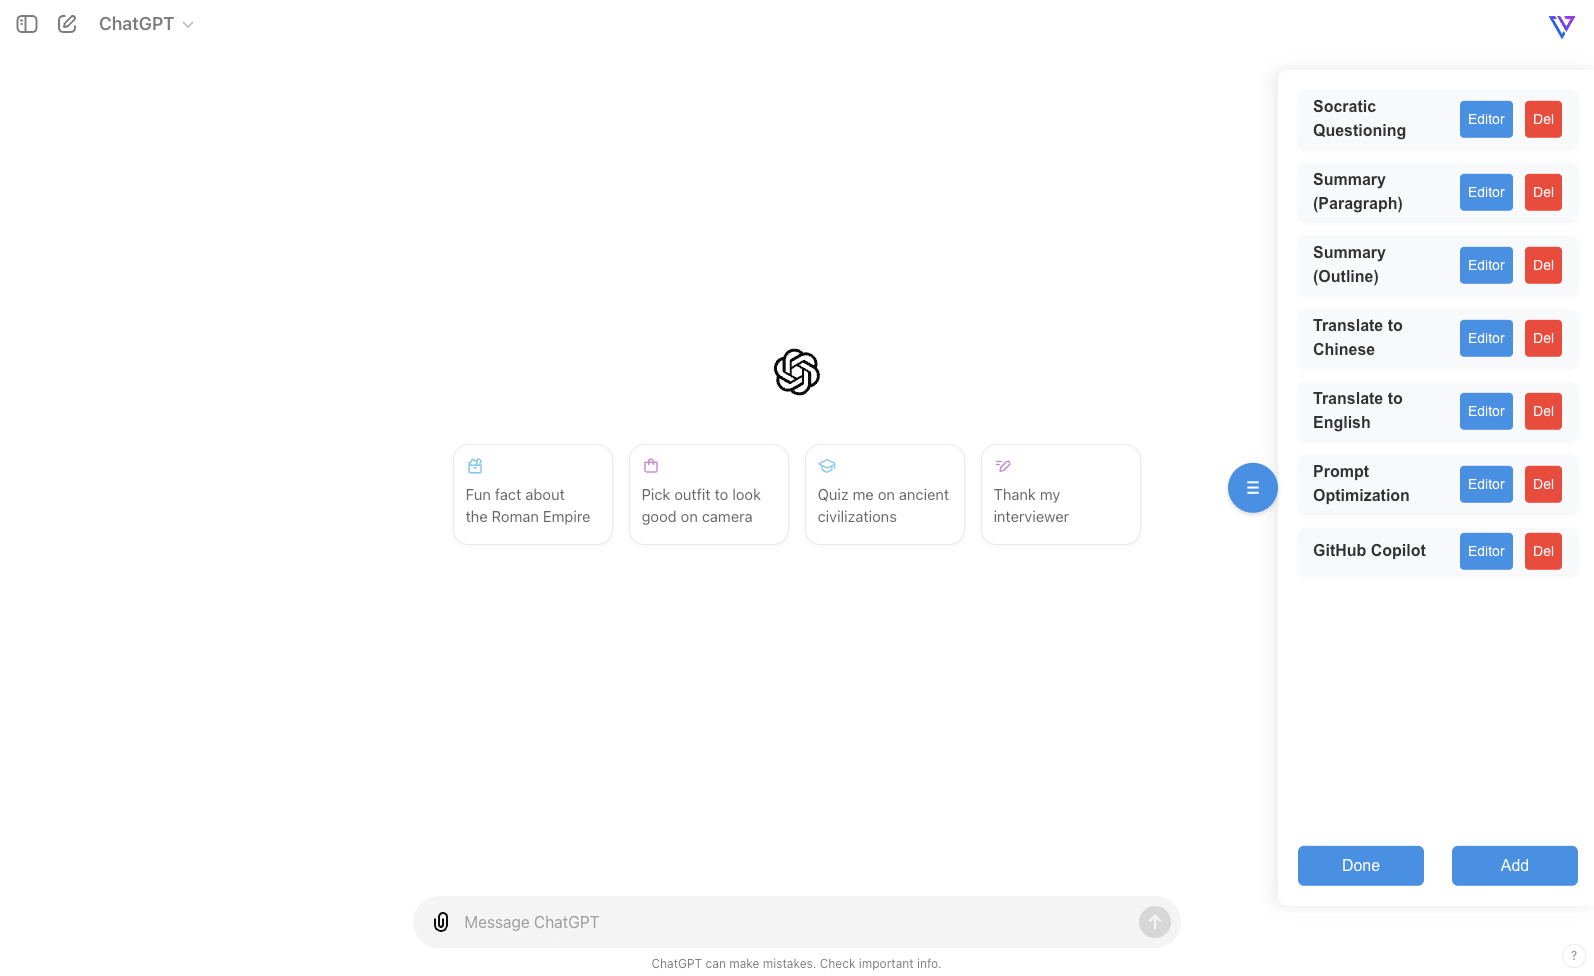 ChatGPT
Socratic
Questioning
Editor
Del
Summary
(Paragraph)
Editor
Del
Summary
(Outline)
Editor
Del
Translate to
Chinese
Editor
Del
Translate to
English
Editor
Del
Prompt
Optimization
Editor
Del
GitHub Copilot
Editor
Del
Fun fact about
the Roman Empire
Pick outfit to look
good on camera
Quiz me on ancient
civilizations
Thank my
interviewer
Done
Add
Message ChatGPT
ChatGPT can make mistakes. Check important info.
?